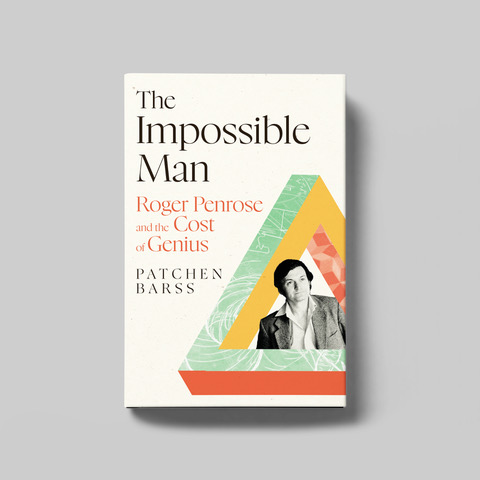 The
Impossible
Man
Roger Penrose
and the Cost
of Genius
PATCHEN
BARSS